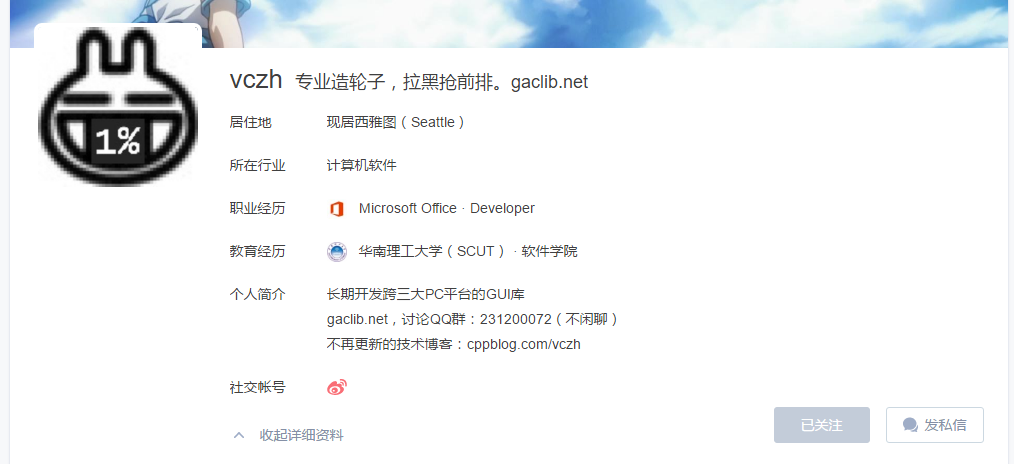 1%
vczh 专业造轮子，拉黑抢前排。gaclib.net
居住地 现居西雅图（Seattle）
所在行业 计算机软件
职业经历 Microsoft Office · Developer
教育经历 华南理工大学（SCUT） · 软件学院
个人简介 长期开发跨三大PC平台的GUI库
gaclib.net，讨论QQ群：231200072（不闲聊）
不再更新的技术博客：cppblog.com/vczh
社交帐号
收起详细资料
已关注 发私信